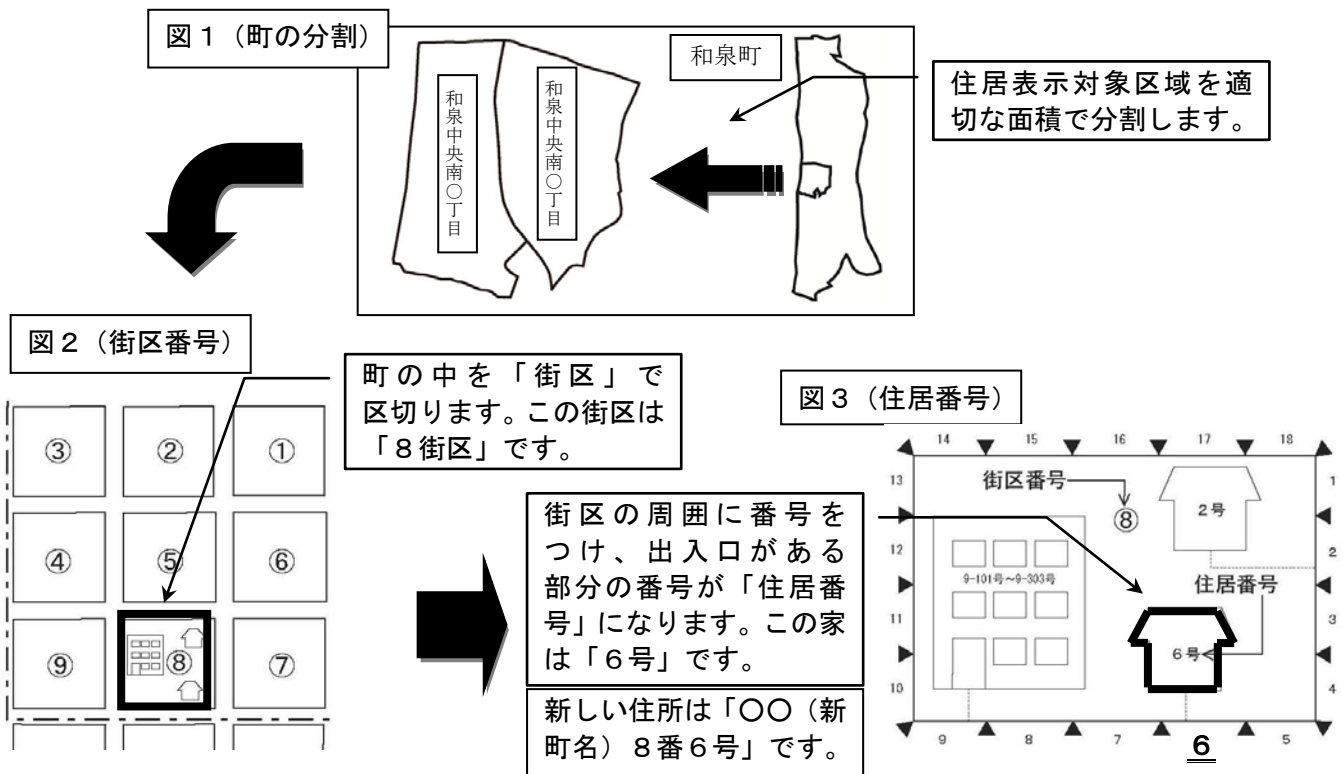 図１（町の分割）
和泉町
和泉中央南〇丁目
和泉中央南〇丁目
住居表示対象区域を適
切な面積で分割します。
図２（街区番号）
町の中を「街区」で
区切ります。この街区は
「８街区」です。
③ ② ①
④ ⑤ ⑥
⑨ ⑧ ⑦
街区の周囲に番号を
つけ、出入口がある
部分の番号が「住居番
号」になります。この家
は「６号」です。
新しい住所は「〇〇（新
町名）８番６号」です。
図３（住居番号）
14 15 16 17 18
13 街区番号 1
⑧ 2号
12 2
9-101号～9-303号 住居番号
11 3
6号
10 4
9 8 7 6 5